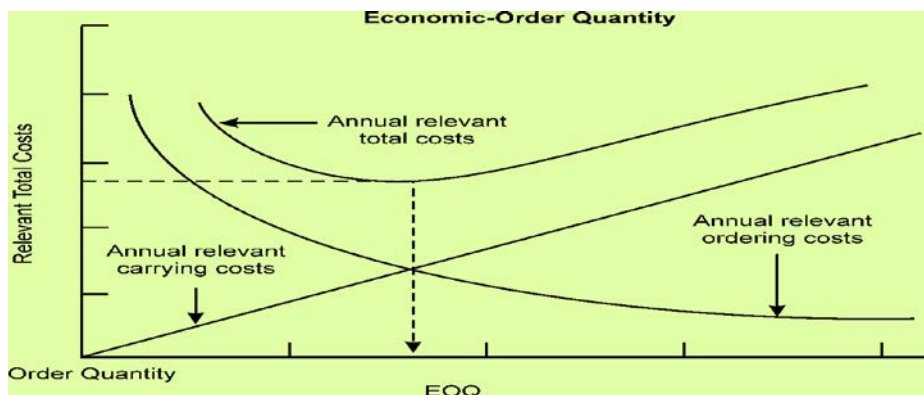 Economic-Order Quantity
Relevant Total Costs
Annual relevant
total costs
Annual relevant
carrying costs
Annual relevant
ordering costs
Order Quantity
EOQ